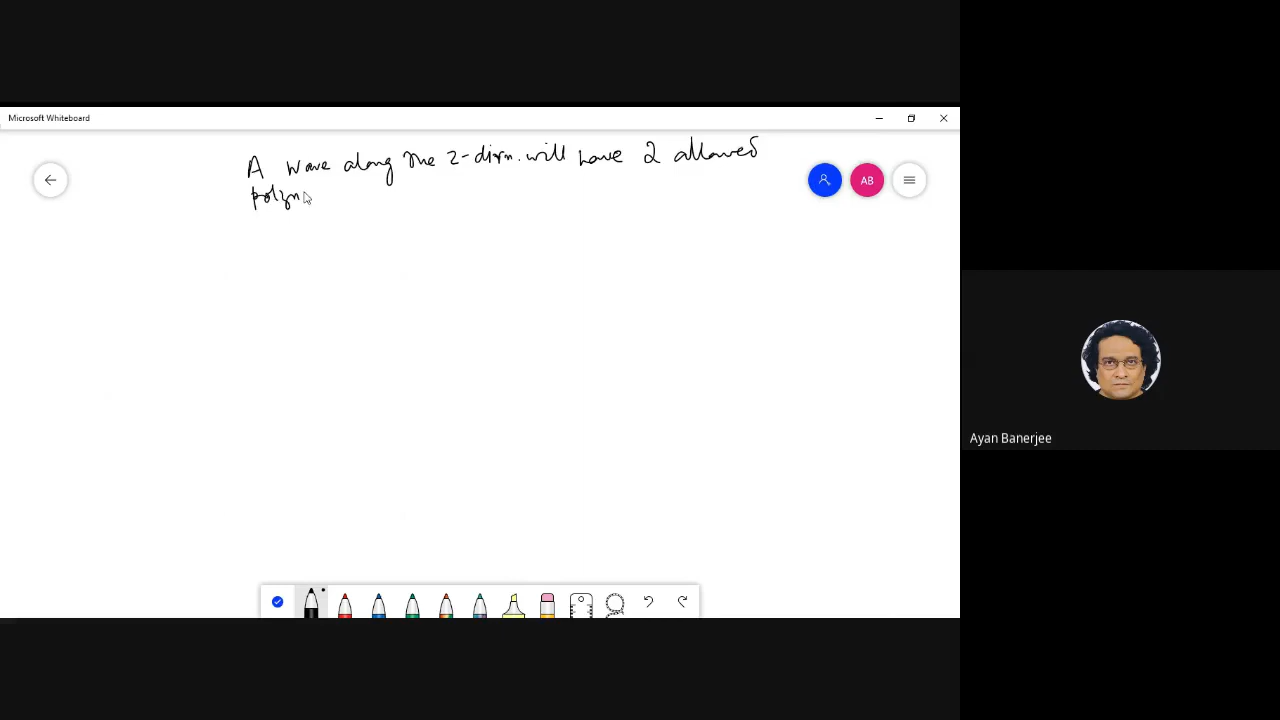 Microsoft Whiteboard
A wave along the z-dirn. will have 2 allowed
polzn
AB
Ayan Banerjee